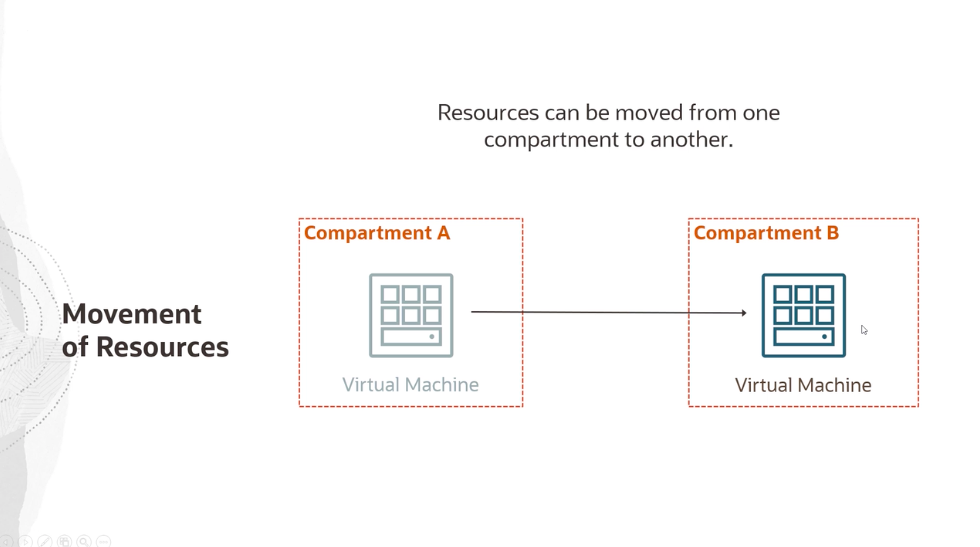 Resources can be moved from one
compartment to another.
Compartment A
Compartment B
Movement
of Resources
Virtual Machine
Virtual Machine